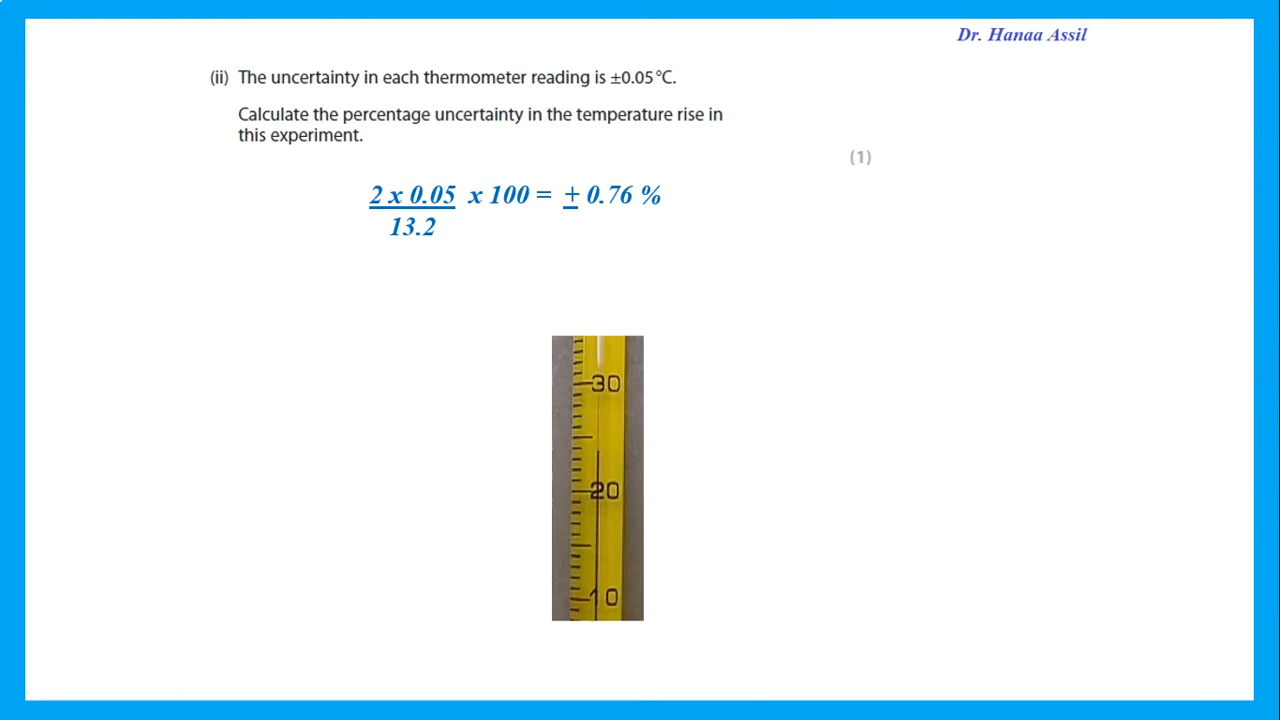 Dr. Hanaa Assil
(ii) The uncertainty in each thermometer reading is ±0.05 °C.
Calculate the percentage uncertainty in the temperature rise in
this experiment.
(1)
2 x 0.05 x 100 = ± 0.76 %
13.2
30
20
10